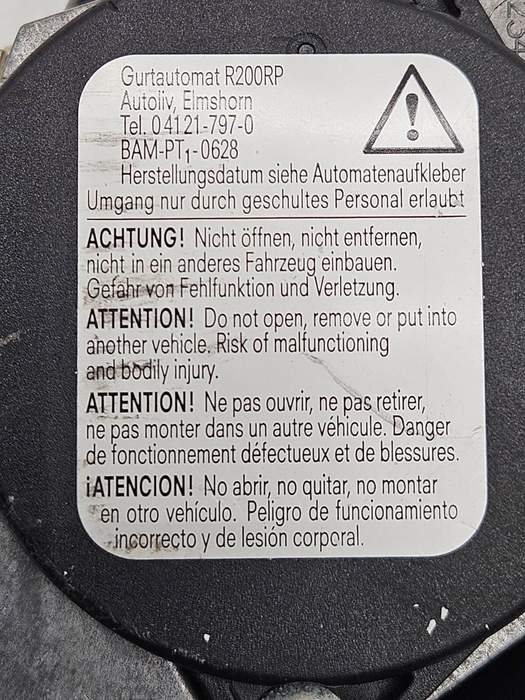 Gurtautomat R200RP
Autoliv, Elmshorn
Tel. 04121-797-0
BAM-PT₁-0628
Herstellungsdatum siehe Automatenaufkleber
Umgang nur durch geschultes Personal erlaubt
ACHTUNG! Nicht öffnen, nicht entfernen,
nicht in ein anderes Fahrzeug einbauen.
Gefahr von Fehlfunktion und Verletzung.
ATTENTION! Do not open, remove or put into
another vehicle. Risk of malfunctioning
and bodily injury.
ATTENTION! Ne pas ouvrir, ne pas retirer,
ne pas monter dans un autre véhicule. Danger
de fonctionnement défectueux et de blessures.
¡ATENCION! No abrir, no quitar, no montar
en otro vehículo. Peligro de funcionamiento
incorrecto y de lesión corporal.